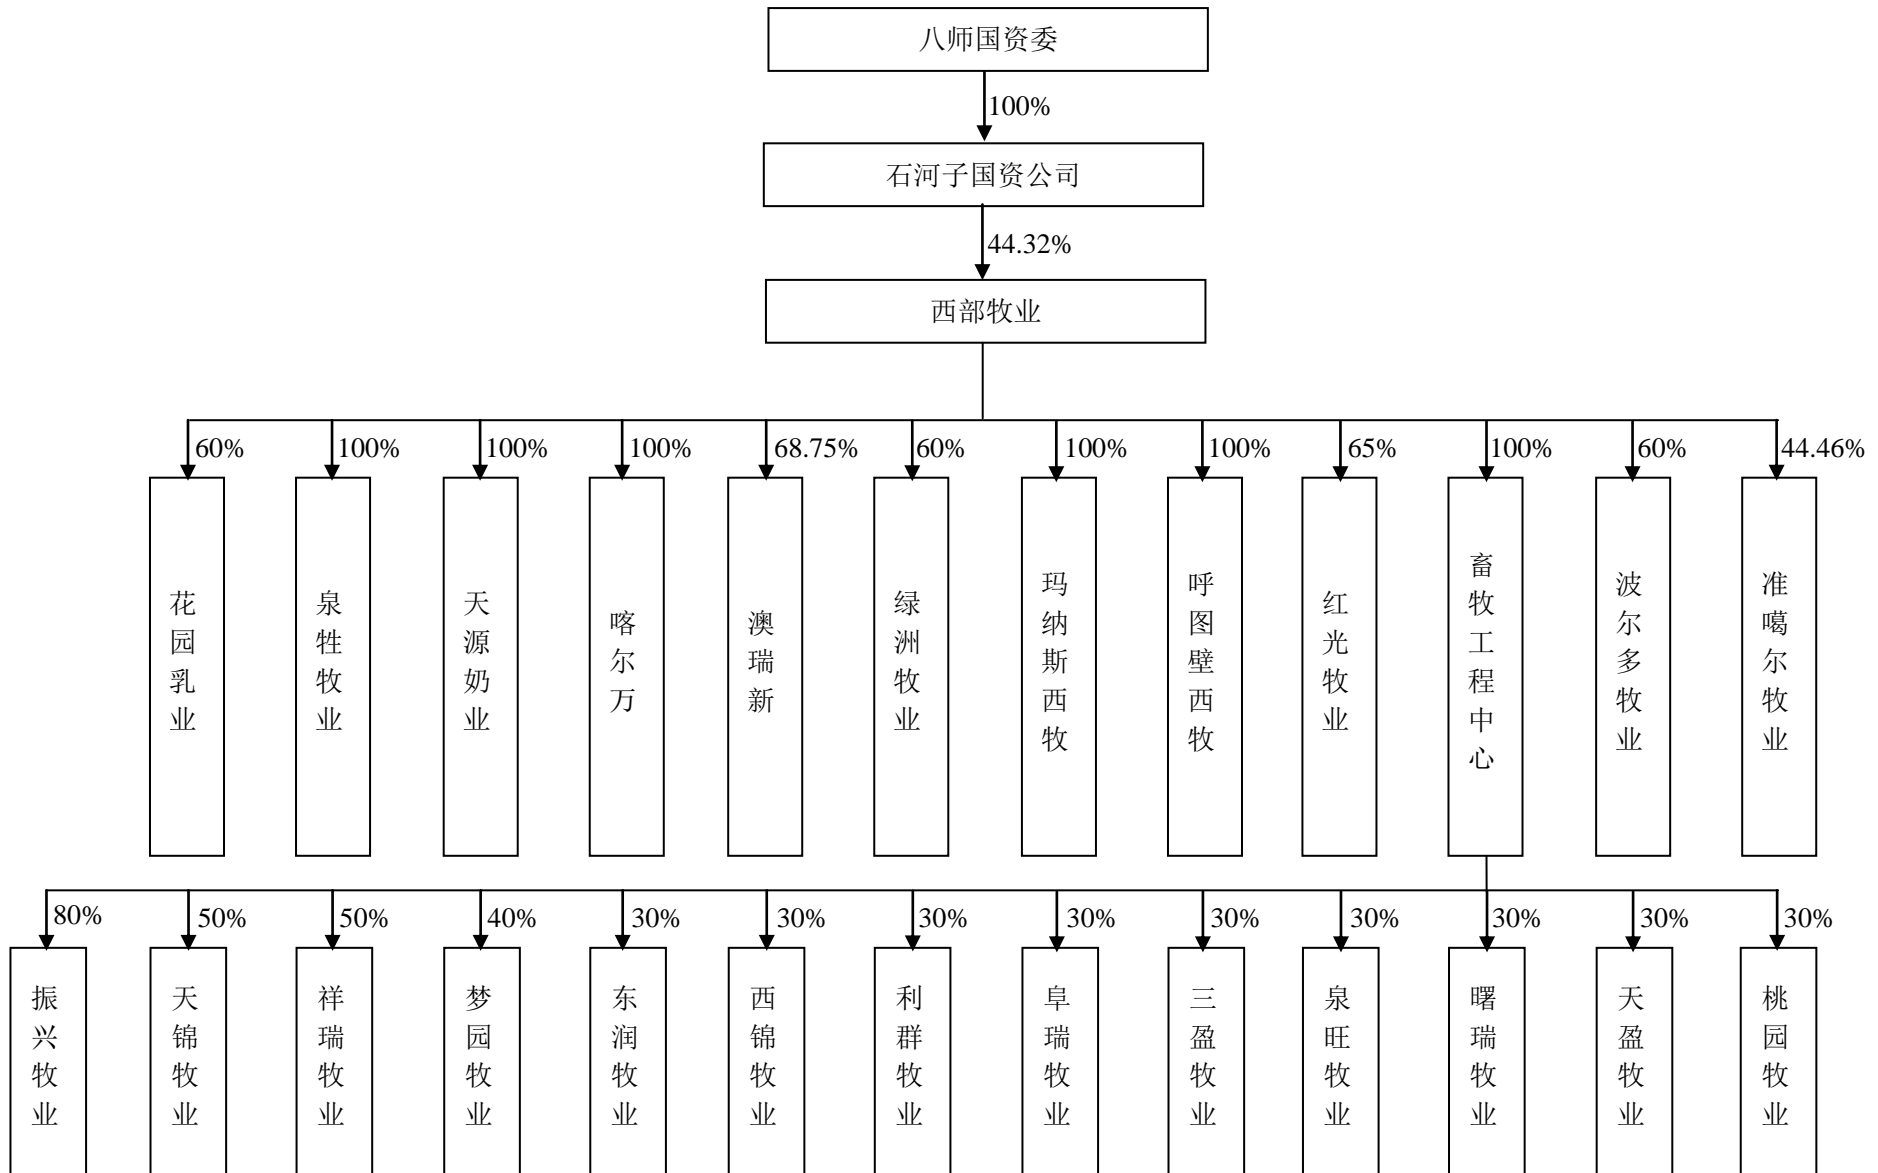 八师国资委
100%
石河子国资公司
44.32%
西部牧业
60%
100%
100%
100%
68.75%
60%
100%
100%
65%
100%
60%
44.46%
花园乳业
泉牲牧业
天源奶业
喀尔万
澳瑞新
绿洲牧业
玛纳斯西牧
呼图壁西牧
红光牧业
畜牧工程中心
波尔多牧业
准噶尔牧业
80%
50%
50%
40%
30%
30%
30%
30%
30%
30%
30%
30%
30%
振兴牧业
天锦牧业
祥瑞牧业
梦园牧业
东润牧业
西锦牧业
利群牧业
阜瑞牧业
三盈牧业
泉旺牧业
曙瑞牧业
天盈牧业
桃园牧业